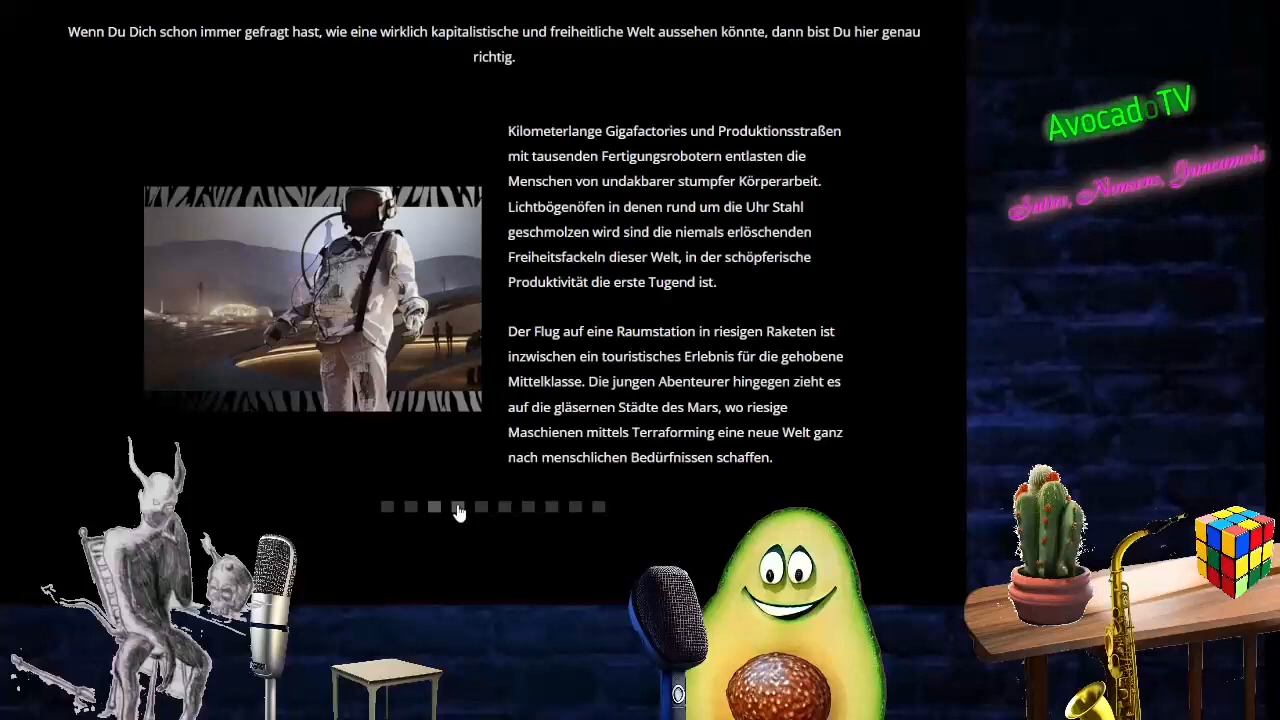 Wenn Du Dich schon immer gefragt hast, wie eine wirklich kapitalistische und freiheitliche Welt aussehen könnte, dann bist Du hier genau
richtig.
Kilometerlange Gigafactories und Produktionsstraßen
mit tausenden Fertigungsrobotern entlasten die
Menschen von undakbarer stumpfer Körperarbeit.
Lichtbögenöfen in denen rund um die Uhr Stahl
geschmolzen wird sind die niemals erlöschenden
Freiheitsfackeln dieser Welt, in der schöpferische
Produktivität die erste Tugend ist.
Der Flug auf eine Raumstation in riesigen Raketen ist
inzwischen ein touristisches Erlebnis für die gehobene
Mittelklasse. Die jungen Abenteurer hingegen zieht es
auf die gläsernen Städte des Mars, wo riesige
Maschienen mittels Terraforming eine neue Welt ganz
nach menschlichen Bedürfnissen schaffen.
AvocadoTV
Satire, Nonsens, Guacamole